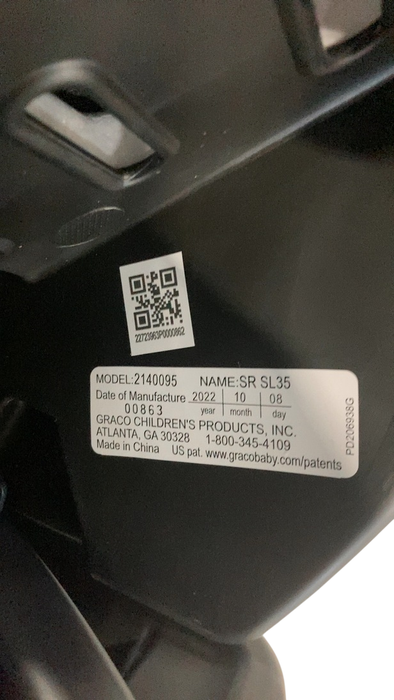 22723963P0000862
MODEL:2140095 NAME:SR SL35
Date of Manufacture 2022 10 08
00863 year month day
GRACO CHILDREN'S PRODUCTS, INC.
ATLANTA, GA 30328 1-800-345-4109
Made in China US pat. www.gracobaby.com/patents
PD206938G